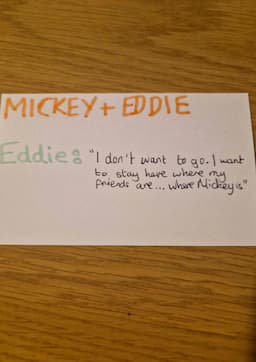 MICKEY + EDDIE
Eddie: "I don't want to go. I want
to stay here where my
friends are... where Mickey is"